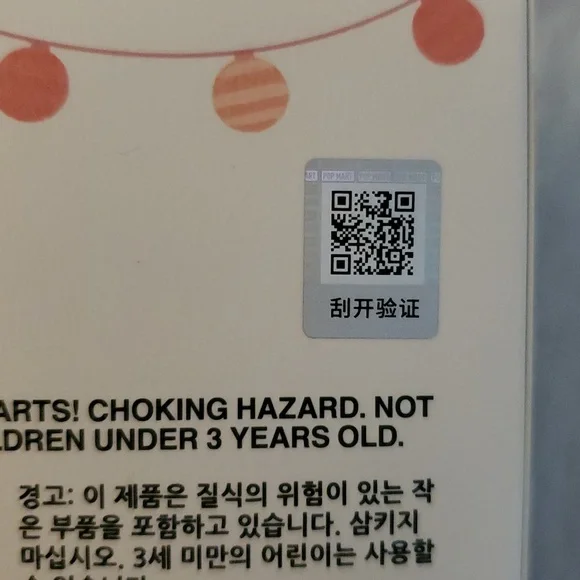 POP MART
刮开验证
ARTS! CHOKING HAZARD. NOT
LDREN UNDER 3 YEARS OLD.
경고: 이 제품은 질식의 위험이 있는 작
은 부품을 포함하고 있습니다. 삼키지
마십시오. 3세 미만의 어린이는 사용할